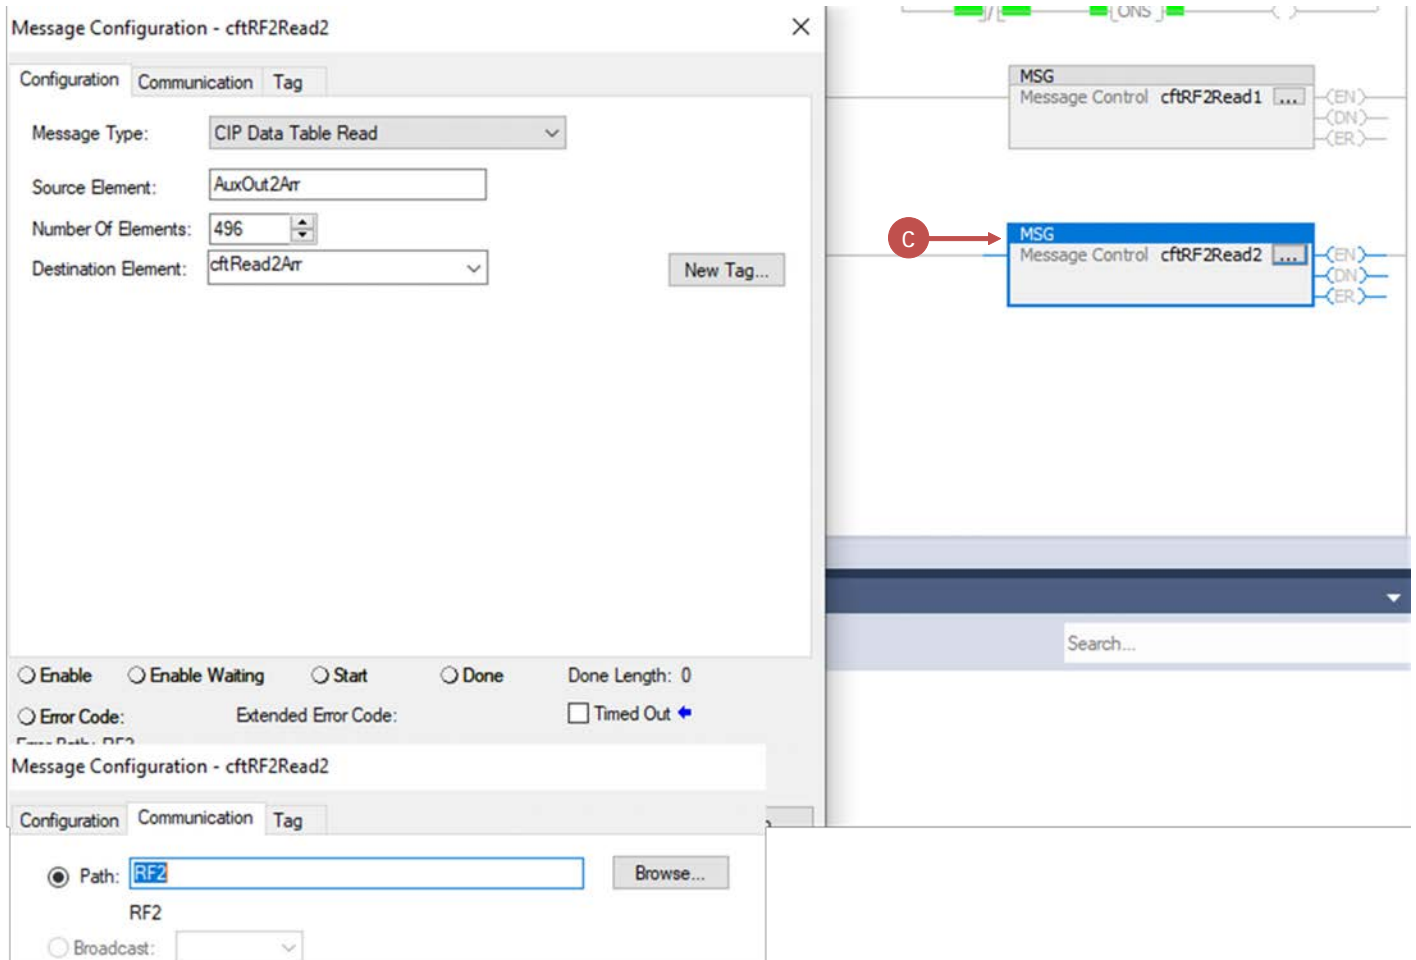 Message Configuration - cftRF2Read2
Configuration Communication Tag
Message Type: CIP Data Table Read
Source Element: AuxOut2Arr
Number Of Elements: 496
Destination Element: cftRead2Arr New Tag...
Enable Enable Waiting Start Done Done Length: 0
Error Code: Extended Error Code: Timed Out
Error Path: RF2
Message Configuration - cftRF2Read2
Configuration Communication Tag
Path: RF2 Browse...
RF2
Broadcast:
ONS
MSG
Message Control cftRF2Read1 ... EN
DN
ER
C
MSG
Message Control cftRF2Read2 ... EN
DN
ER
Search...